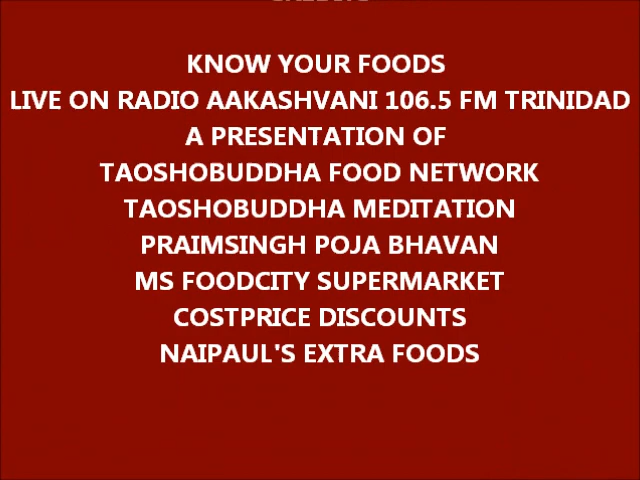 KNOW YOUR FOODS
LIVE ON RADIO AAKASHVANI 106.5 FM TRINIDAD
A PRESENTATION OF
TAOSHOBUDDHA FOOD NETWORK
TAOSHOBUDDHA MEDITATION
PRAIMSINGH POJA BHAVAN
MS FOODCITY SUPERMARKET
COSTPRICE DISCOUNTS
NAIPAUL'S EXTRA FOODS